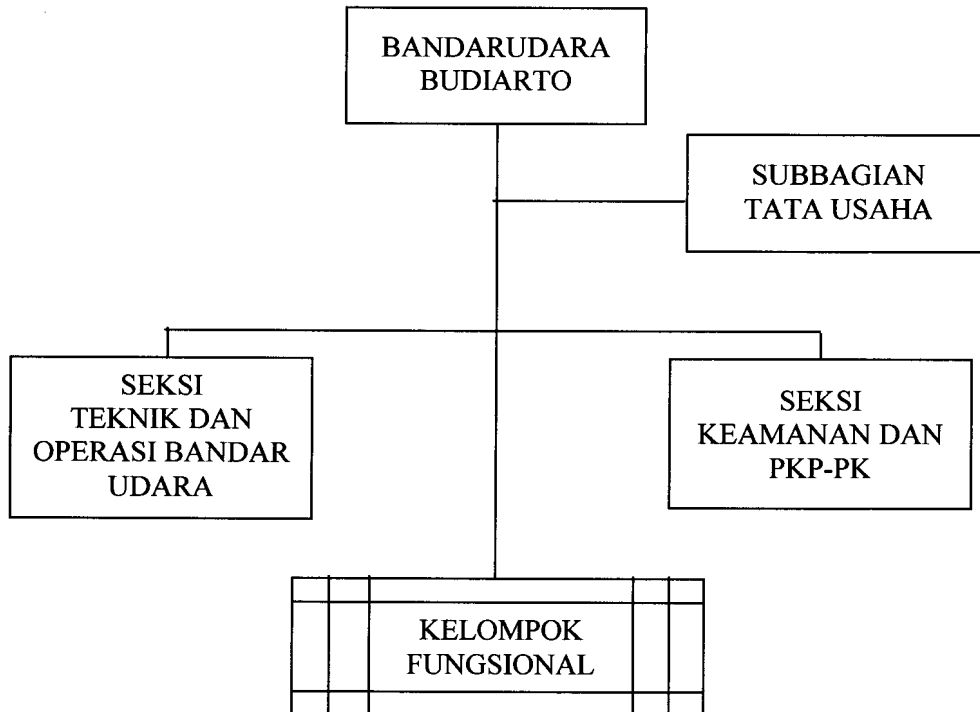 BANDARUDARA
BUDIARTO
SUBBAGIAN
TATA USAHA
SEKSI
TEKNIK DAN
OPERASI BANDAR
UDARA
SEKSI
KEAMANAN DAN
PKP-PK
KELOMPOK
FUNGSIONAL